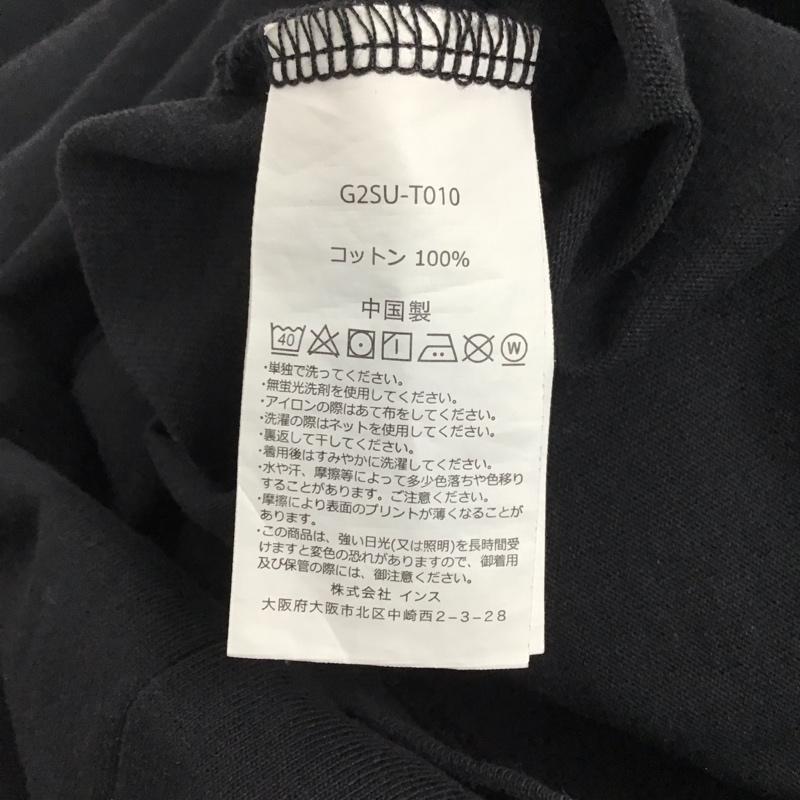 G2SU-T010
コットン 100%
中国製
40 W
・単独で洗ってください。
・無蛍光洗剤を使用してください。
・アイロンの際はあて布をしてください。
・洗濯の際はネットを使用してください。
・裏返して干してください。
・着用後はすみやかに洗濯してください。
・水や汗、摩擦等によって多少色落ちや色移り
することがあります。ご注意ください。
・摩擦により表面のプリントが薄くなることが
あります。
・この商品は、強い日光(又は照明)を長時間受
けますと変色の恐れがありますので、御着用
及び保管の際には、御注意ください。
株式会社 インス
大阪府大阪市北区中崎西2-3-28